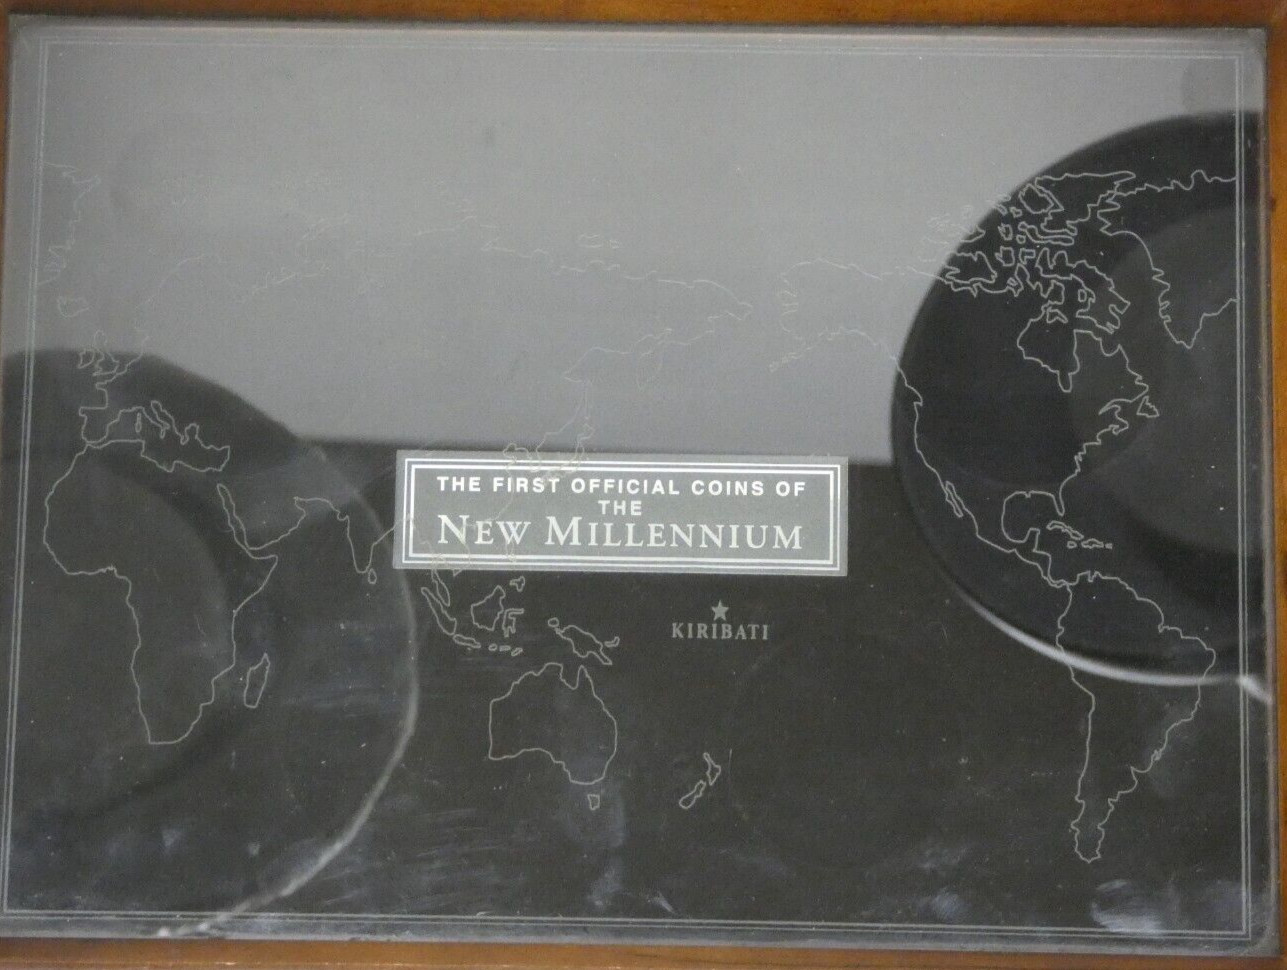 THE FIRST OFFICIAL COINS OF
THE
NEW MILLENNIUM
KIRIBATI